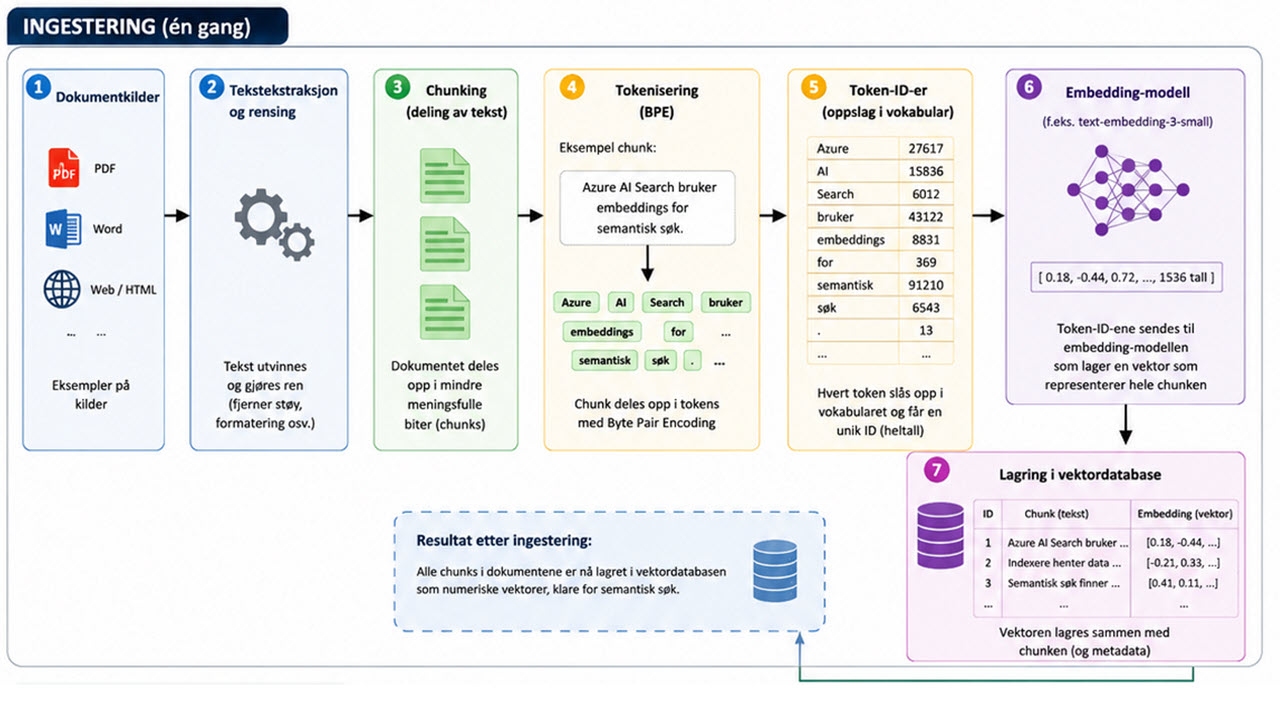 INGESTERING (én gang)
1
Dokumentkilder
PDF
PDF
W
Word
Web / HTML
... ...
Eksempler på
kilder
2
Tekstekstraksjon
og rensing
Tekst utvinnes
og gjøres ren
(fjerner støy,
formatering osv.)
3
Chunking
(deling av tekst)
Dokumentet deles
opp i mindre
meningsfulle
biter (chunks)
4
Tokenisering
(BPE)
Eksempel chunk:
Azure AI Search bruker
embeddings for
semantisk søk.
Azure AI Search bruker
embeddings for ...
semantisk søk . ...
Chunk deles opp i tokens
med Byte Pair Encoding
5
Token-ID-er
(oppslag i vokabular)
Azure 27617
AI 15836
Search 6012
bruker 43122
embeddings 8831
for 369
semantisk 91210
søk 6543
. 13
... ...
Hvert token slås opp i
vokabularet og får en
unik ID (heltall)
6
Embedding-modell
(f.eks. text-embedding-3-small)
[ 0.18, -0.44, 0.72, ..., 1536 tall ]
Token-ID-ene sendes til
embedding-modellen
som lager en vektor som
representerer hele chunken
7
Lagring i vektordatabase
ID Chunk (tekst) Embedding (vektor)
1 Azure AI Search bruker ... [0.18, -0.44, ...]
2 Indexere henter data ... [-0.21, 0.33, ...]
3 Semantisk søk finner ... [0.41, 0.11, ...]
... ... ...
Vektoren lagres sammen med
chunken (og metadata)
Resultat etter ingestering:
Alle chunks i dokumentene er nå lagret i vektordatabasen
som numeriske vektorer, klare for semantisk søk.